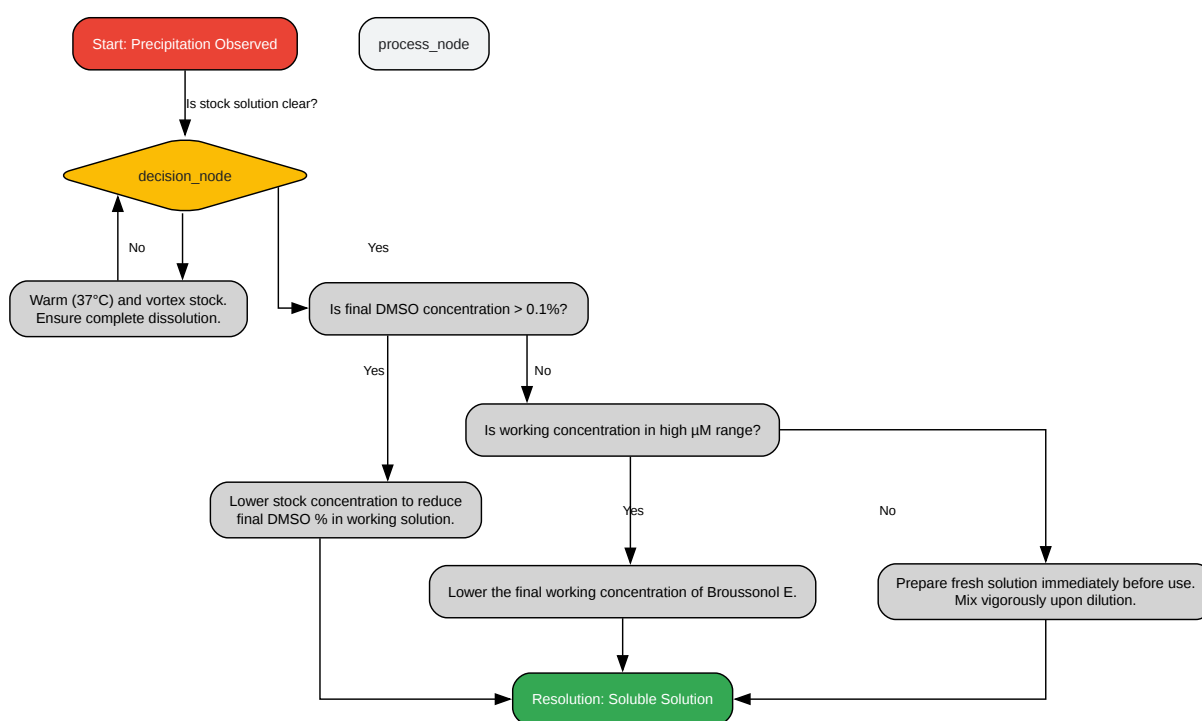 Start: Precipitation Observed
process_node
Is stock solution clear?
decision_node
No
Yes
Warm (37°C) and vortex stock.
Ensure complete dissolution.
Is final DMSO concentration > 0.1%?
Yes
No
Is working concentration in high µM range?
Lower stock concentration to reduce
final DMSO % in working solution.
Yes
No
Lower the final working concentration of Broussonol E.
Prepare fresh solution immediately before use.
Mix vigorously upon dilution.
Resolution: Soluble Solution